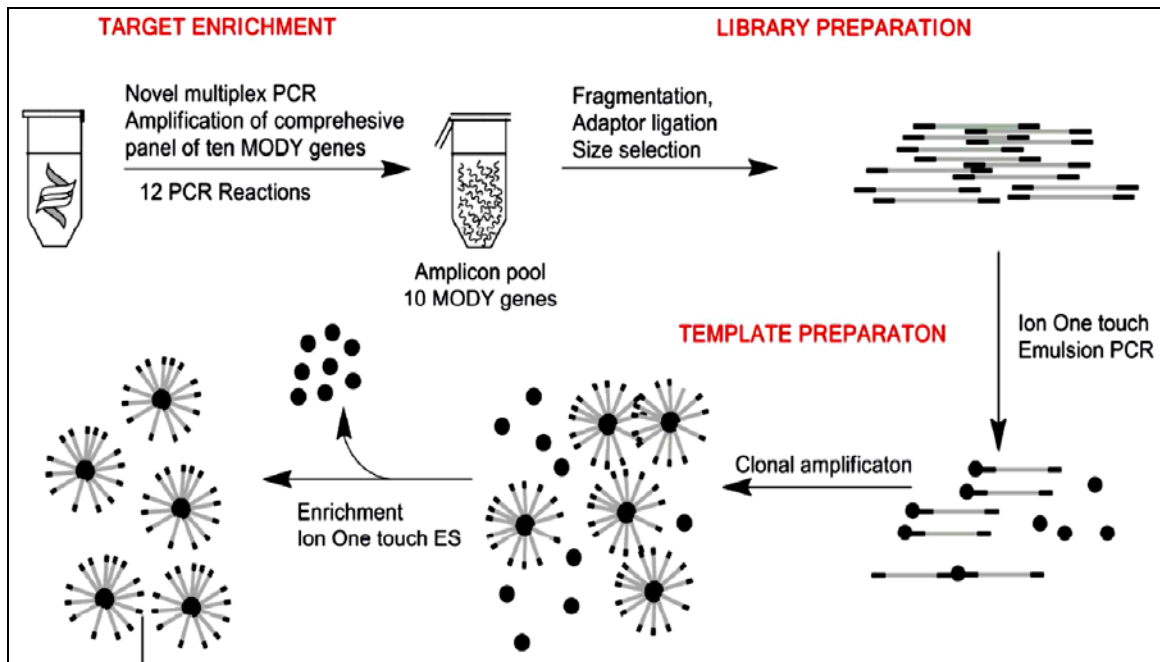 TARGET ENRICHMENT
LIBRARY PREPARATION
Novel multiplex PCR
Amplification of comprehesive
panel of ten MODY genes
12 PCR Reactions
Fragmentation,
Adaptor ligation
Size selection
Amplicon pool
10 MODY genes
TEMPLATE PREPARATON
Ion One touch
Emulsion PCR
Clonal amplificaton
Enrichment
Ion One touch ES